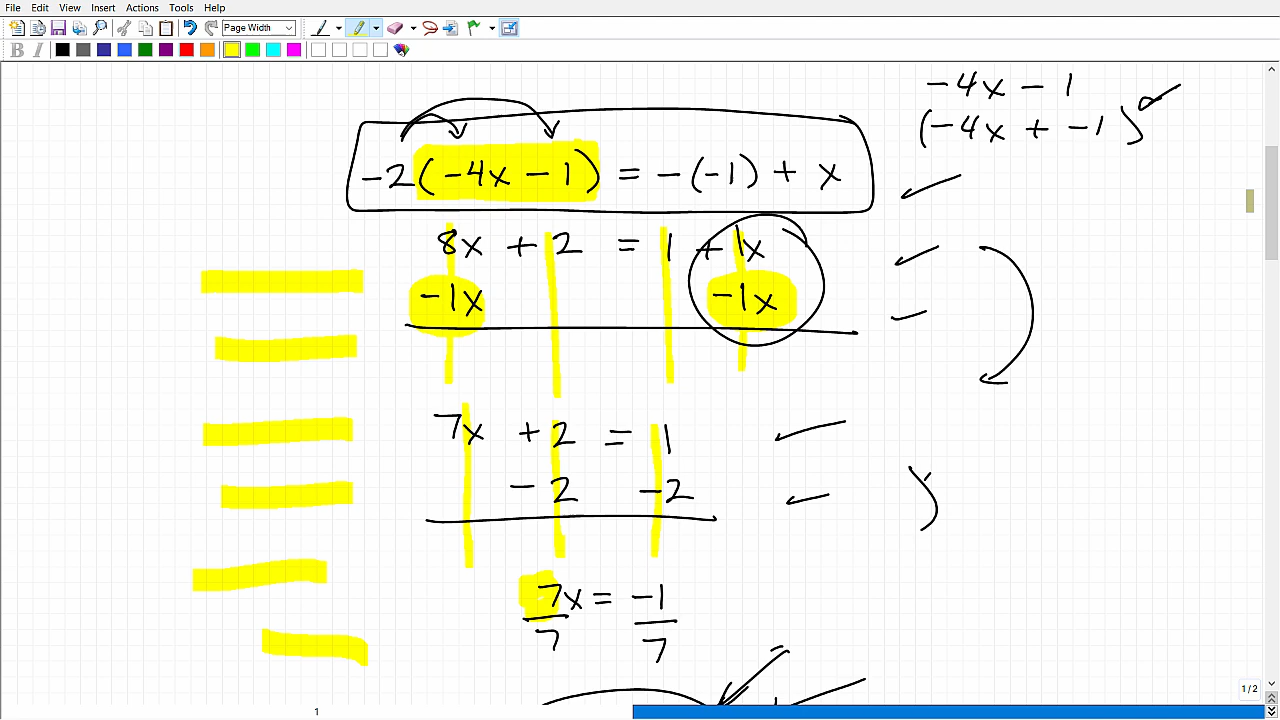 File Edit View Insert Actions Tools Help
Page Width
B I
-4x - 1
(-4x + -1)
-2(-4x - 1) = -(-1) + x
8x + 2 = 1 + 1x
-1x -1x
7x + 2 = 1
- 2 -2
7x = -1
7 7
1/2
1